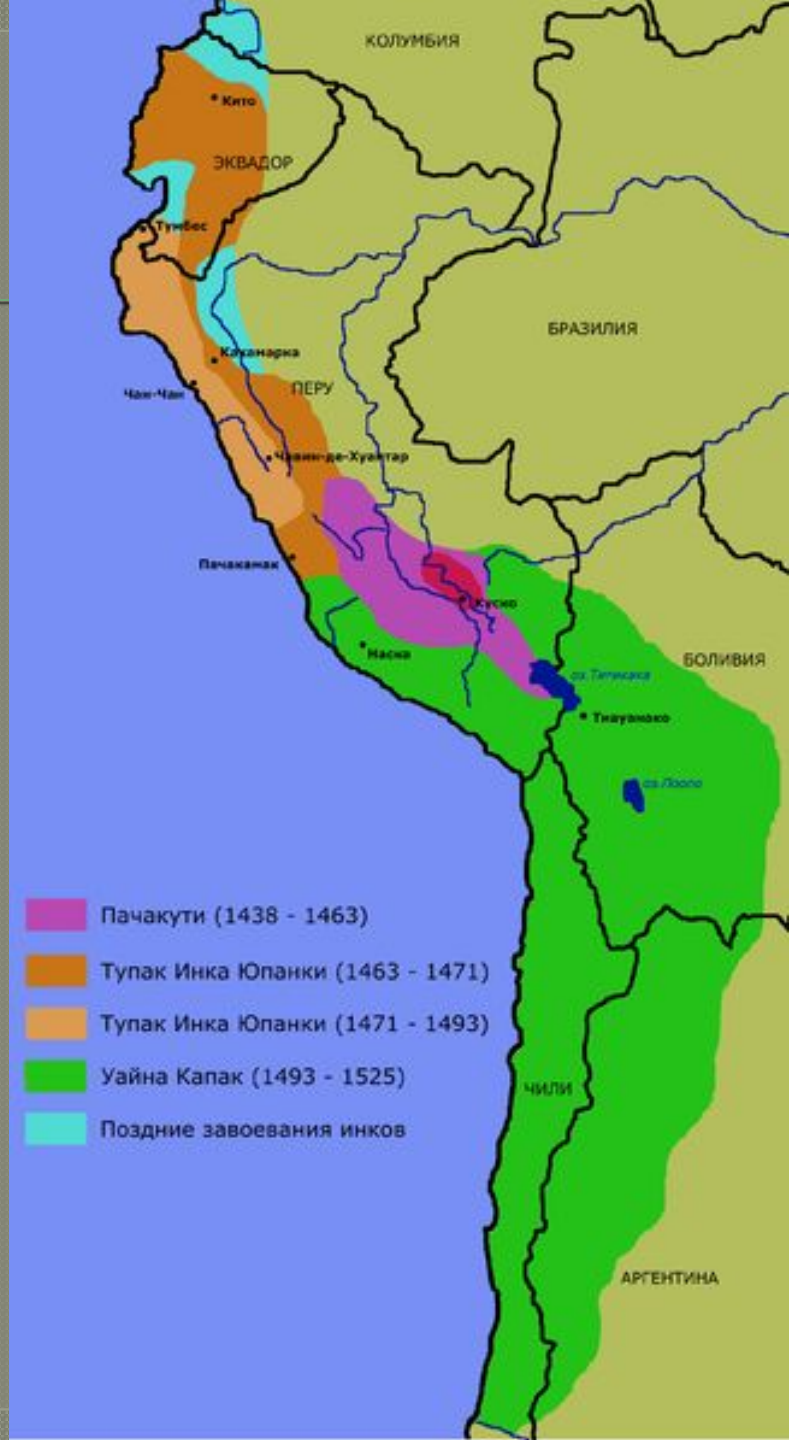 КОЛУМБИЯ
Кито
ЭКВАДОР
Тумбес
БРАЗИЛИЯ
Кахамарка
ПЕРУ
Чан-Чан
Чавин-де-Хуантар
Пачакамак
Куско
Наска
БОЛИВИЯ
оз.Титикака
Тиауанако
оз.Поопо
Пачакути (1438 - 1463)
Тупак Инка Юпанки (1463 - 1471)
Тупак Инка Юпанки (1471 - 1493)
Уайна Капак (1493 - 1525)
ЧИЛИ
Поздние завоевания инков
АРГЕНТИНА